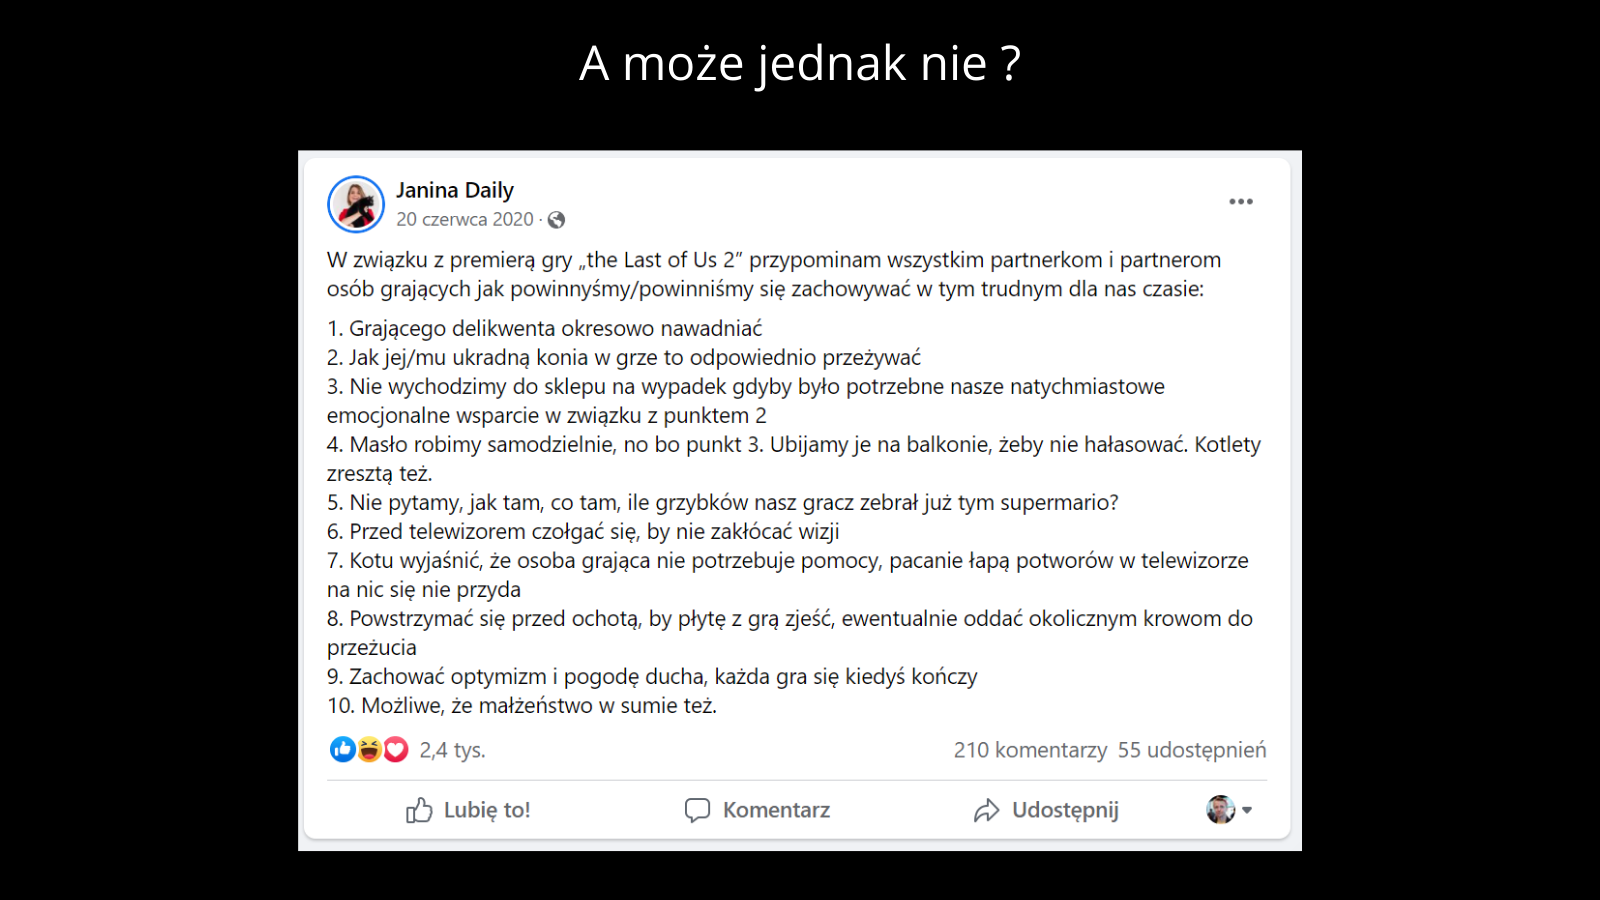 A może jednak nie ?
Janina Daily
20 czerwca 2020 ·
W związku z premierą gry „the Last of Us 2” przypominam wszystkim partnerkom i partnerom
osób grających jak powinnyśmy/powinniśmy się zachowywać w tym trudnym dla nas czasie:
1. Grającego delikwenta okresowo nawadniać
2. Jak jej/mu ukradną konia w grze to odpowiednio przeżywać
3. Nie wychodzimy do sklepu na wypadek gdyby było potrzebne nasze natychmiastowe
emocjonalne wsparcie w związku z punktem 2
4. Masło robimy samodzielnie, no bo punkt 3. Ubijamy je na balkonie, żeby nie hałasować. Kotlety
zresztą też.
5. Nie pytamy, jak tam, co tam, ile grzybków nasz gracz zebrał już tym supermario?
6. Przed telewizorem czołgać się, by nie zakłócać wizji
7. Kotu wyjaśnić, że osoba grająca nie potrzebuje pomocy, pacanie łapą potworów w telewizorze
na nic się nie przyda
8. Powstrzymać się przed ochotą, by płytę z grą zjeść, ewentualnie oddać okolicznym krowom do
przeżucia
9. Zachować optymizm i pogodę ducha, każda gra się kiedyś kończy
10. Możliwe, że małżeństwo w sumie też.
2,4 tys. 210 komentarzy 55 udostępnień
Lubię to! Komentarz Udostępnij